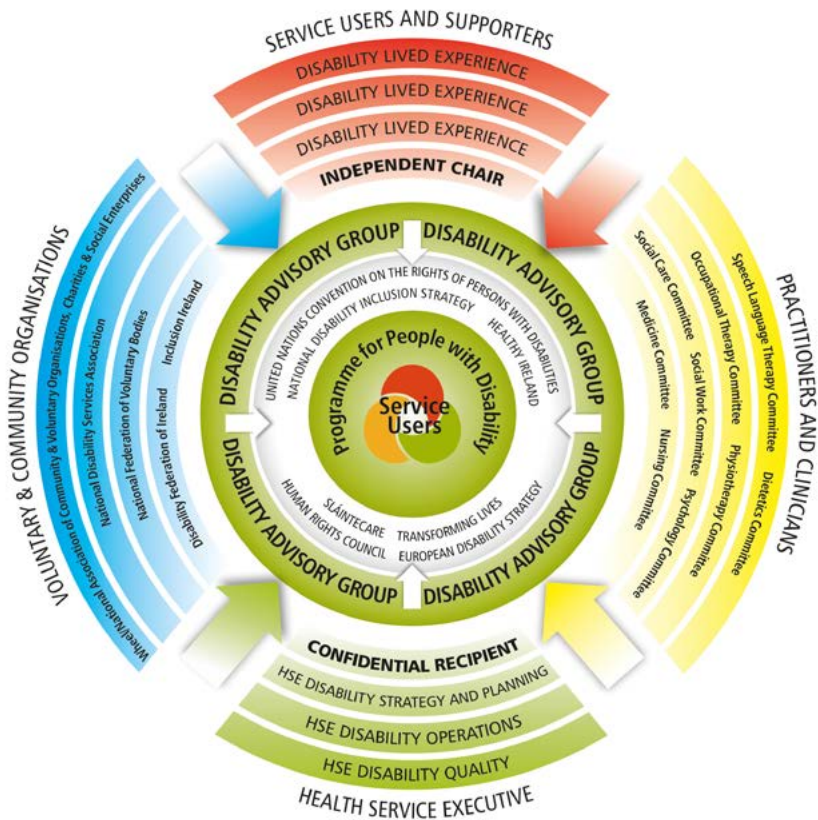 SERVICE USERS AND SUPPORTERS
DISABILITY LIVED EXPERIENCE
DISABILITY LIVED EXPERIENCE
DISABILITY LIVED EXPERIENCE
INDEPENDENT CHAIR
VOLUNTARY & COMMUNITY ORGANISATIONS
Wheel/National Association of Community & Voluntary Organisations, Charities & Social Enterprises
National Disability Services Association
National Federation of Voluntary Bodies
Disability Federation of Ireland
Inclusion Ireland
DISABILITY ADVISORY GROUP
DISABILITY ADVISORY GROUP
UNITED NATIONS CONVENTION ON THE RIGHTS OF PERSONS WITH DISABILITIES
NATIONAL DISABILITY INCLUSION STRATEGY
HEALTHY IRELAND
Programme for People with Disability
Service
Users
SLÁINTECARE
TRANSFORMING LIVES
HUMAN RIGHTS COUNCIL
EUROPEAN DISABILITY STRATEGY
DISABILITY ADVISORY GROUP
DISABILITY ADVISORY GROUP
PRACTITIONERS AND CLINICIANS
Speech Language Therapy Committee
Dietetics Committee
Occupational Therapy Committee
Physiotherapy Committee
Social Care Committee
Social Work Committee
Psychology Committee
Medicine Committee
Nursing Committee
CONFIDENTIAL RECIPIENT
HSE DISABILITY STRATEGY AND PLANNING
HSE DISABILITY OPERATIONS
HSE DISABILITY QUALITY
HEALTH SERVICE EXECUTIVE